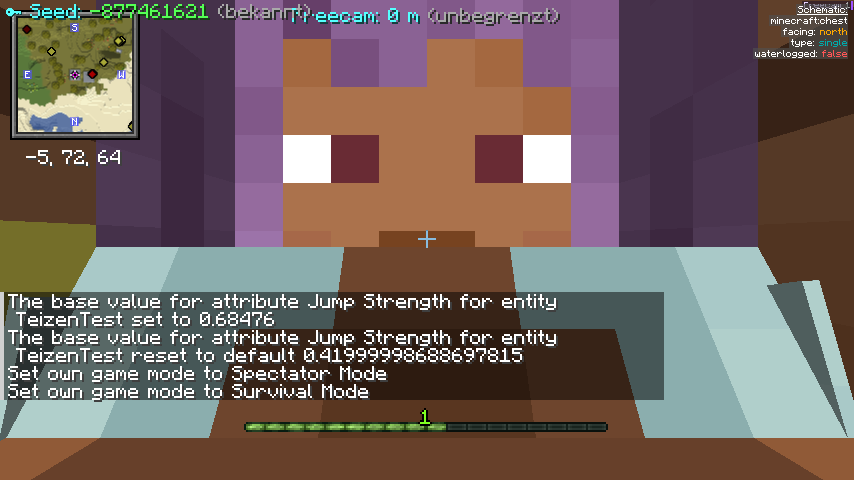 Seed: -877461621 (bekannt)
Freecam: 0 m (unbegrenzt)
Schematic:
minecraft:chest
facing: north
type: single
waterlogged: false
S
E
W
N
-5, 72, 64
The base value for attribute Jump Strength for entity
TeizenTest set to 0.68476
The base value for attribute Jump Strength for entity
TeizenTest reset to default 0.419999998688697815
Set own game mode to Spectator Mode
Set own game mode to Survival Mode
1